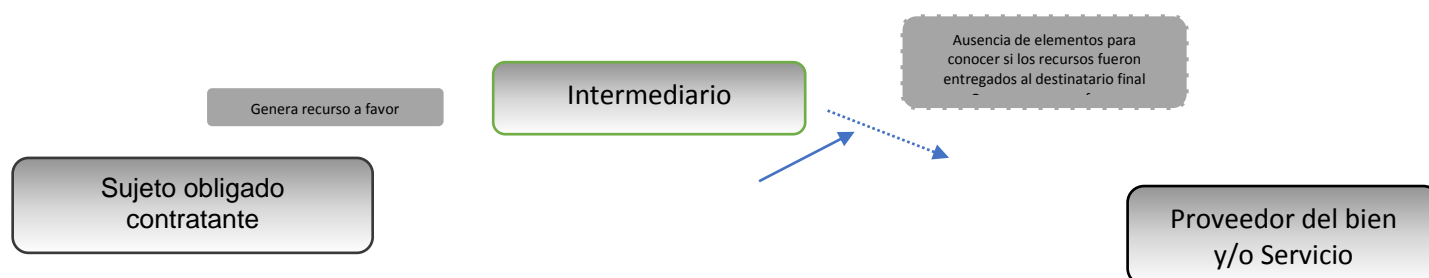 Genera recurso a favor
Sujeto obligado
contratante
Intermediario
Ausencia de elementos para
conocer si los recursos fueron
entregados al destinatario final
Proveedor del bien
y/o Servicio